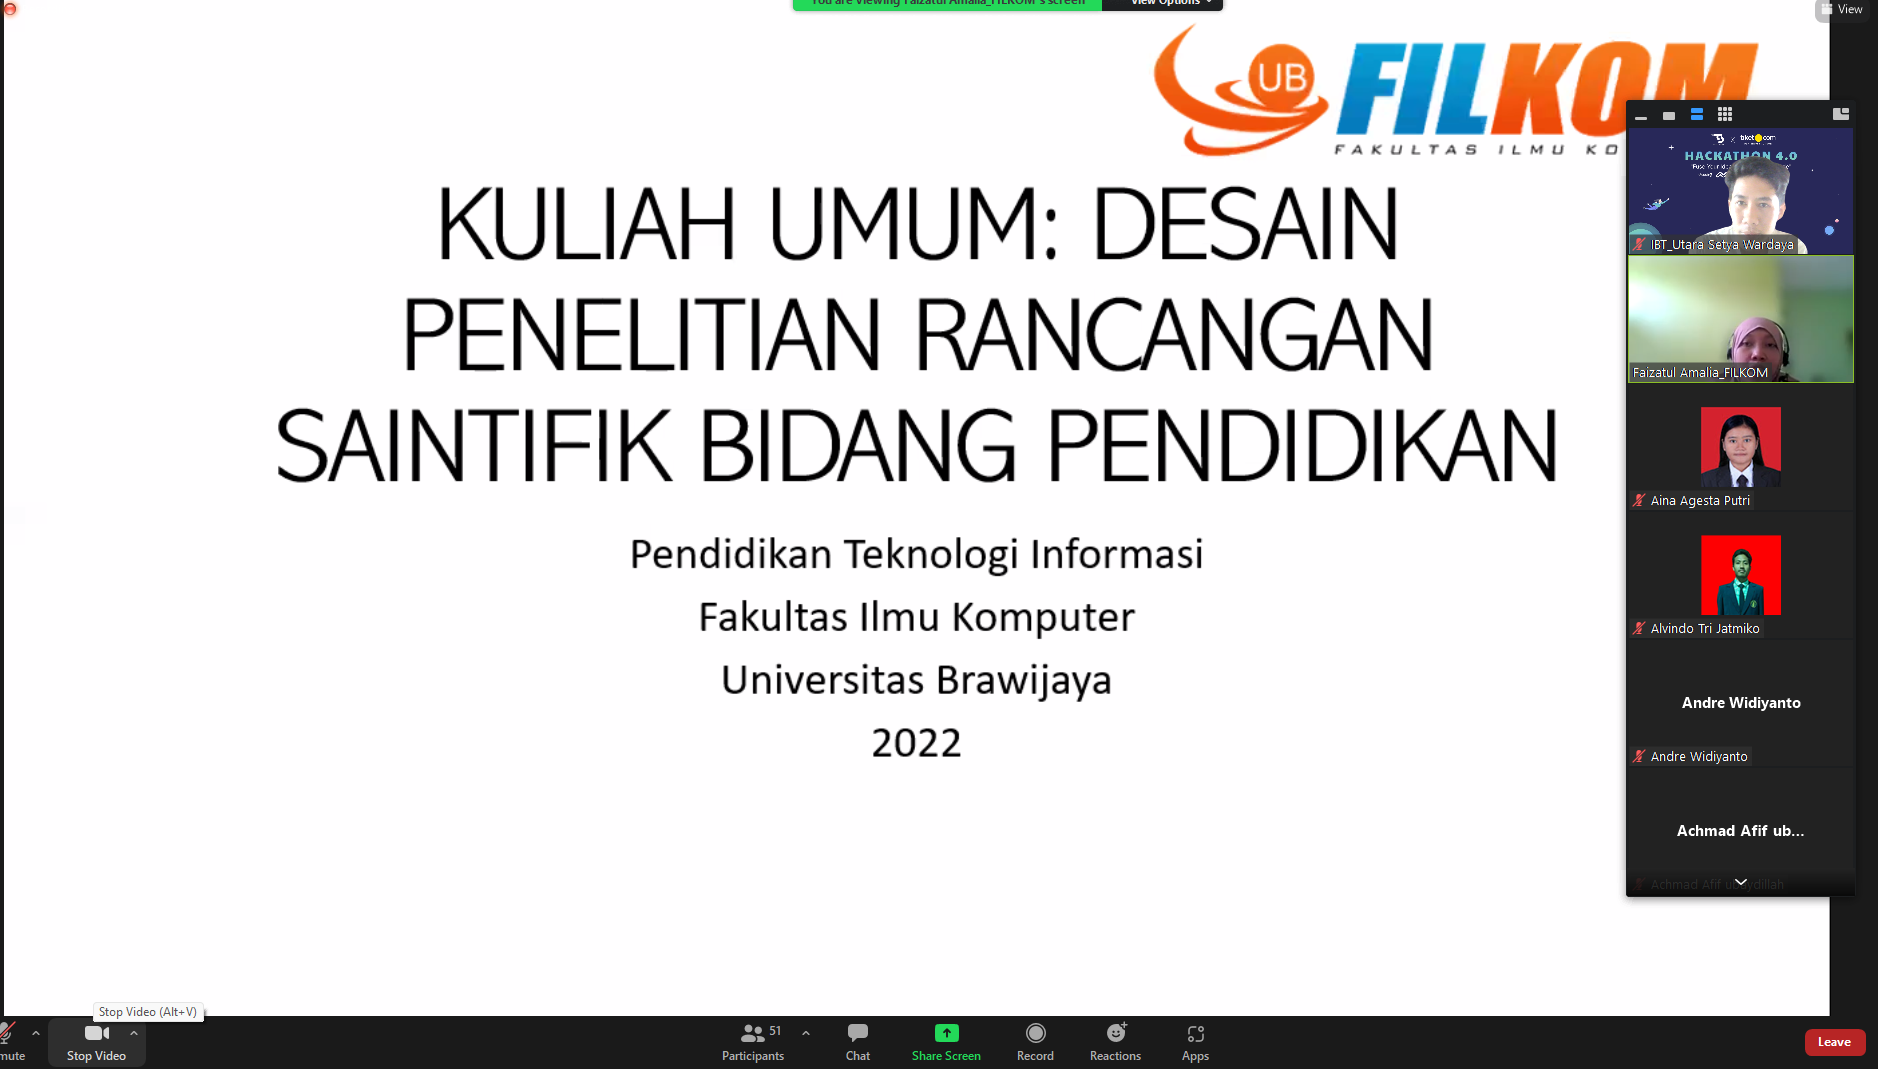 You are viewing Faizatul Amalia_FILKOM's screen
View Options
View
UB
FILKOM
FAKULTAS ILMU KO
KULIAH UMUM: DESAIN
PENELITIAN RANCANGAN
SAINTIFIK BIDANG PENDIDIKAN
Pendidikan Teknologi Informasi
Fakultas Ilmu Komputer
Universitas Brawijaya
2022
tiket.com
HACKATHON 4.0
IBT_Utara Setya Wardaya
Faizatul Amalia_FILKOM
Aina Agesta Putri
Alvindo Tri Jatmiko
Andre Widiyanto
Andre Widiyanto
Achmad Afif ub...
Achmad Afif ubaydillah
Stop Video (Alt+V)
mute
Stop Video
51
Participants
Chat
Share Screen
Record
Reactions
Apps
Leave